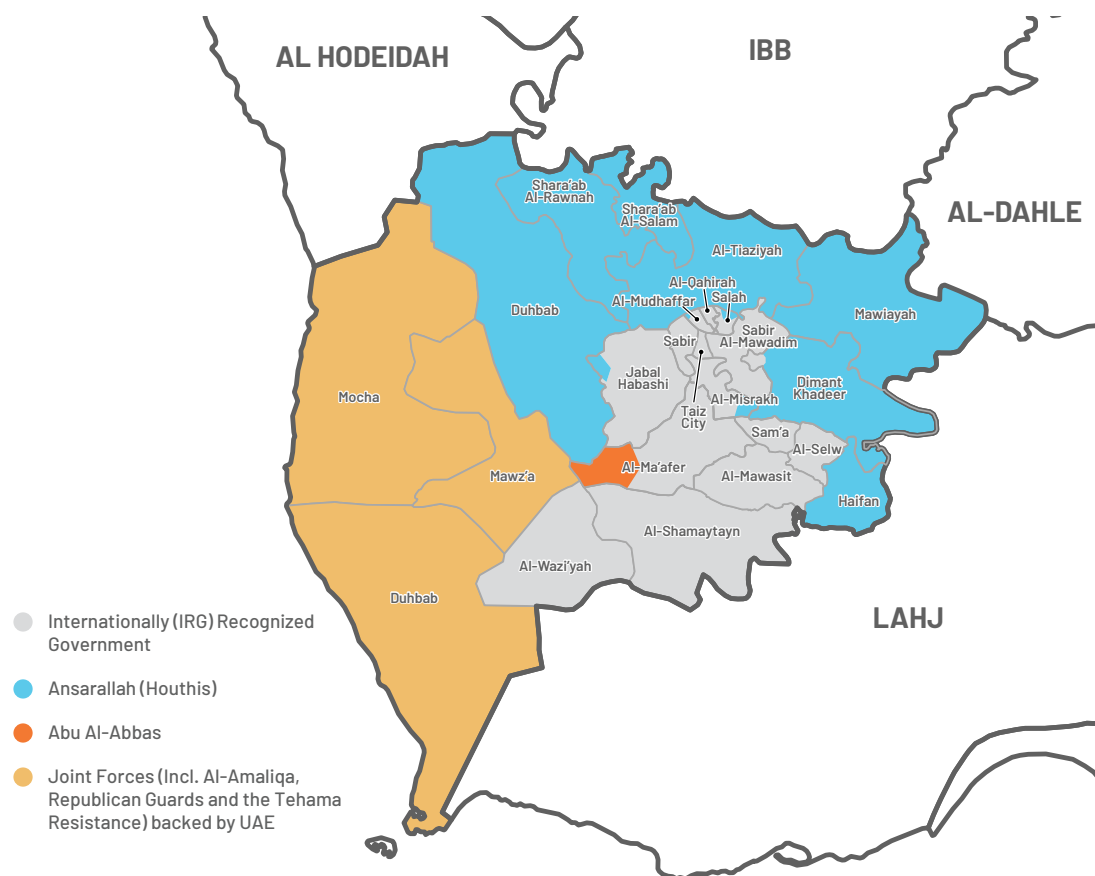 AL HODEIDAH
IBB
AL-DAHLE
Shara'ab
Al-Rawnah
Shara'ab
Al-Salam
Al-Tiaziyah
Al-Qahirah
Al-Mudhaffar
Salah
Duhbab
Mawiayah
Sabir
Sabir
Al-Mawadim
Jabal
Habashi
Dimant
Khadeer
Mocha
Al-Misrakh
Taiz
City
Sam'a
Al-Selw
Al-Ma'afer
Mawz'a
Al-Mawasit
Haifan
Al-Shamaytayn
Al-Wazi'yah
Duhbab
LAHJ
Internationally (IRG) Recognized
Government
Ansarallah (Houthis)
Abu Al-Abbas
Joint Forces (Incl. Al-Amaliqa,
Republican Guards and the Tehama
Resistance) backed by UAE